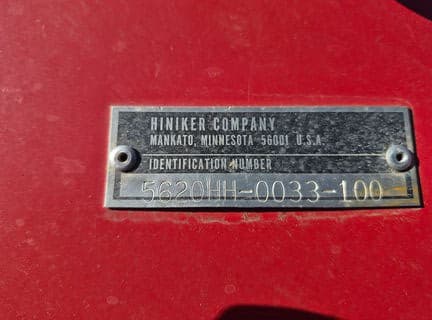 HINIKER COMPANY
MANKATO, MINNESOTA 56001 U.S.A.
IDENTIFICATION NUMBER
5620HH-0033-100